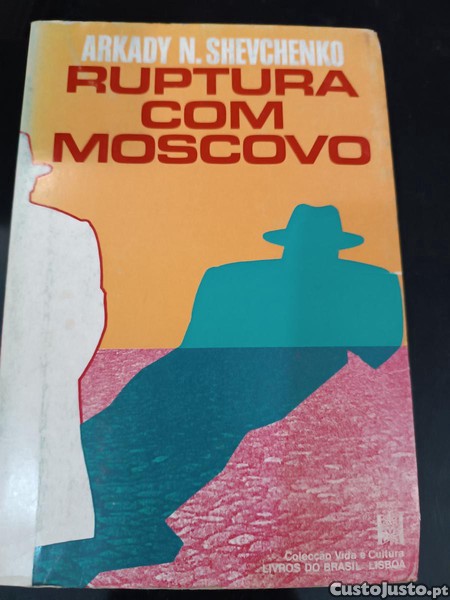 ARKADY N. SHEVCHENKO
RUPTURA
COM
MOSCOVO
Colecção Vida e Cultura
LIVROS DO BRASIL LISBOA
CustoJusto.pt